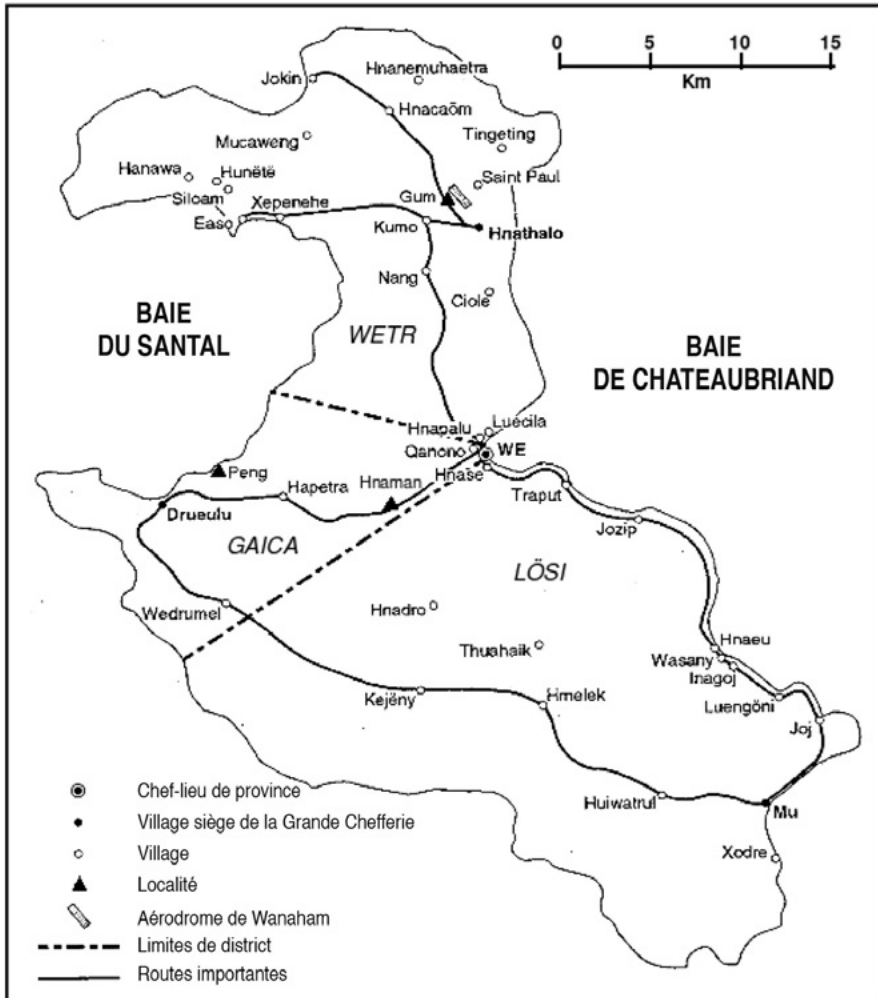 0 5 10 15
Km
Jokin
Hnanemuhaetra
Hnacaõm
Mucaweng
Tingeting
Hanawa
Hunëtë
Siloam
Saint Paul
Gum
Xepenehe
Easo
Kumo
Hnathalo
Nang
Ciole
BAIE
DU SANTAL
WETR
BAIE
DE CHATEAUBRIAND
Hnapalu
Luecila
Qanono
WE
Hnase
Peng
Hapetra
Hnaman
Traput
Drueulu
Jozip
GAICA
LÖSI
Wedrumel
Hnadro
Thuahaik
Hnaeu
Wasany
Inagoj
Kejëny
Hmelek
Luengöni
Joj
Huiwatrul
Mu
Xodre
Chef-lieu de province
Village siège de la Grande Chefferie
Village
Localité
Aérodrome de Wanaham
Limites de district
Routes importantes